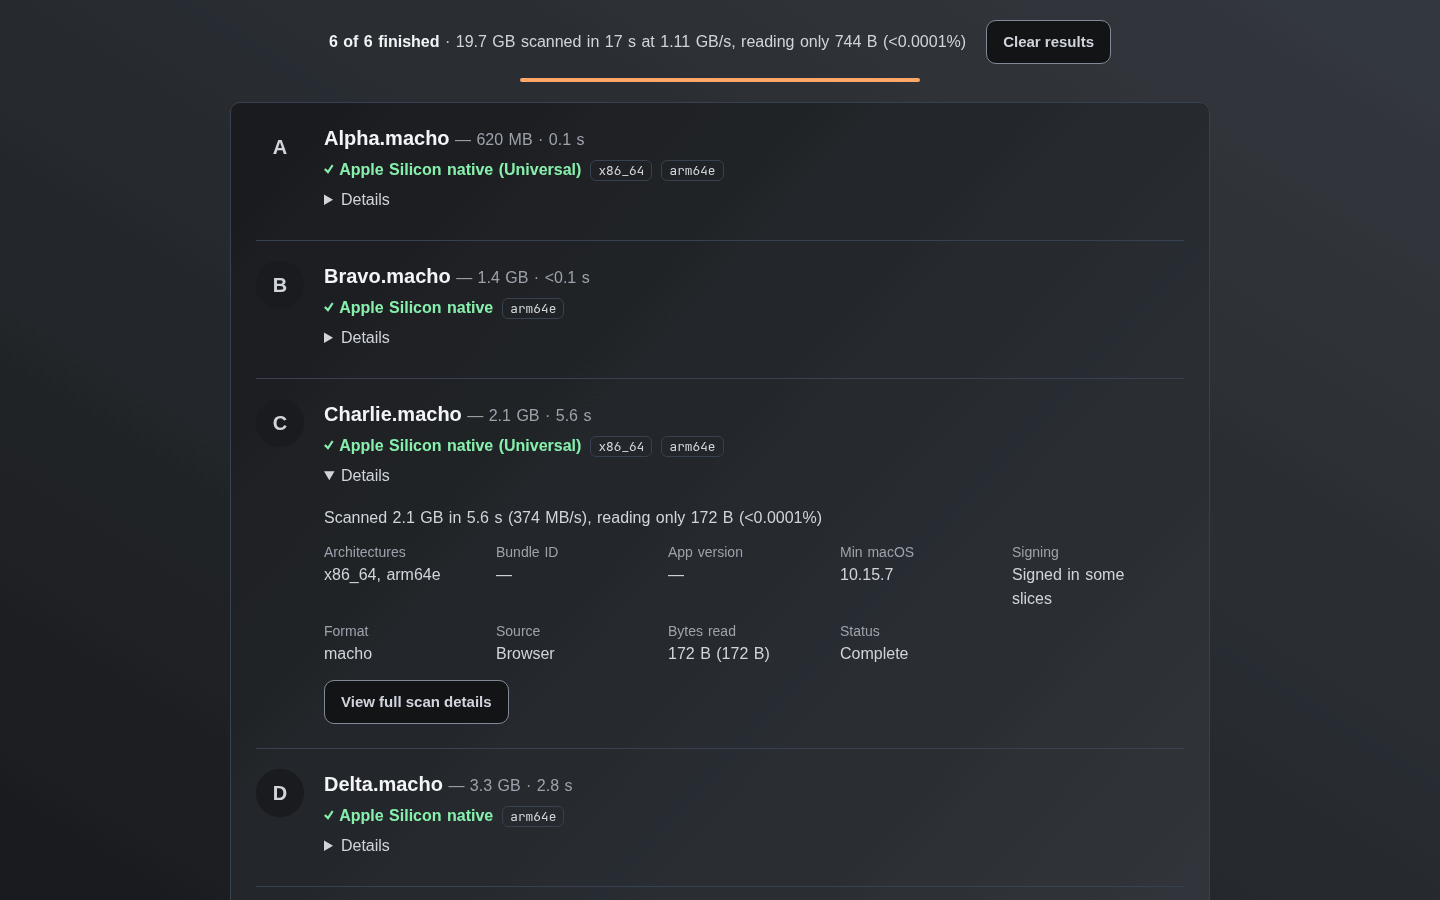 6 of 6 finished · 19.7 GB scanned in 17 s at 1.11 GB/s, reading only 744 B (<0.0001%)
Clear results
A
Alpha.macho — 620 MB · 0.1 s
✓ Apple Silicon native (Universal) x86_64 arm64e
▶ Details
B
Bravo.macho — 1.4 GB · <0.1 s
✓ Apple Silicon native arm64e
▶ Details
C
Charlie.macho — 2.1 GB · 5.6 s
✓ Apple Silicon native (Universal) x86_64 arm64e
▼ Details
Scanned 2.1 GB in 5.6 s (374 MB/s), reading only 172 B (<0.0001%)
Architectures
x86_64, arm64e
Bundle ID
—
App version
—
Min macOS
10.15.7
Signing
Signed in some
slices
Format
macho
Source
Browser
Bytes read
172 B (172 B)
Status
Complete
View full scan details
D
Delta.macho — 3.3 GB · 2.8 s
✓ Apple Silicon native arm64e
▶ Details